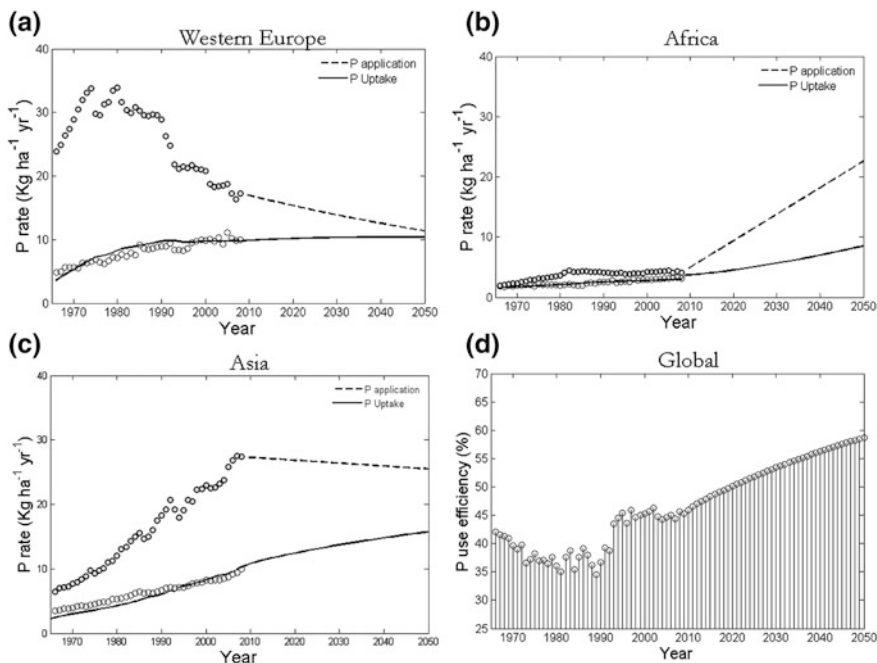 (a)
Western Europe
40
30
20
10
0
P rate (Kg ha⁻¹ yr⁻¹)
P application
P Uptake
1970 1980 1990 2000 2010 2020 2030 2040 2050
Year
(b)
Africa
40
30
20
10
0
P rate (kg ha⁻¹ yr⁻¹)
P application
P Uptake
1970 1980 1990 2000 2010 2020 2030 2040 2050
Year
(c)
Asia
40
30
20
10
0
P rate (Kg ha⁻¹ yr⁻¹)
P application
P Uptake
1970 1980 1990 2000 2010 2020 2030 2040 2050
Year
(d)
Global
70
65
60
55
50
45
40
35
30
25
P use efficiency (%)
1970 1980 1990 2000 2010 2020 2030 2040 2050
Year